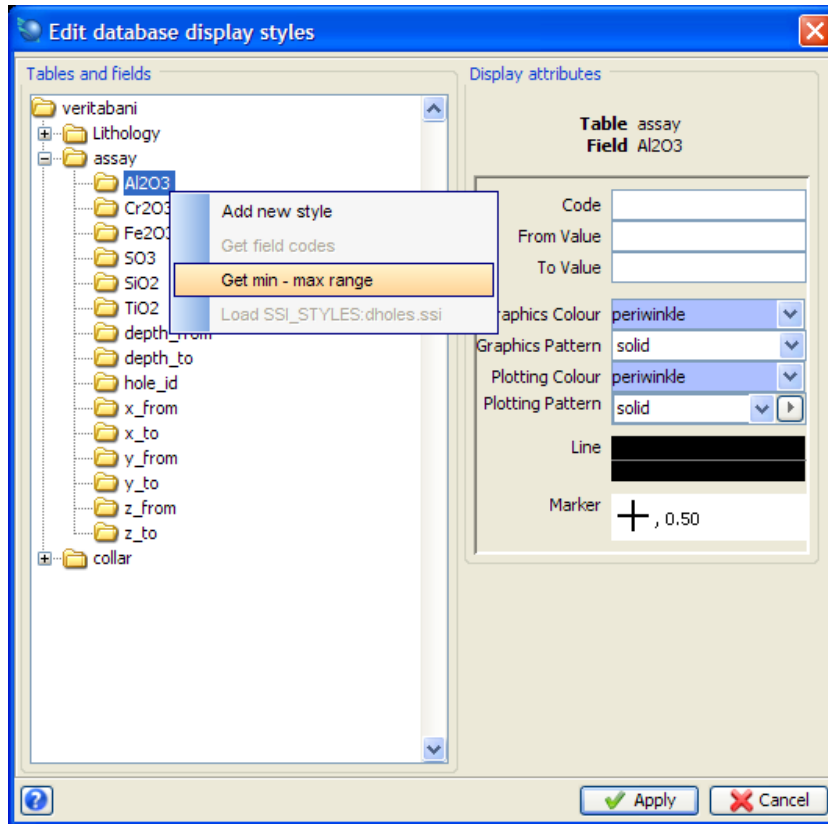 Edit database display styles
Tables and fields
veritabani
Lithology
assay
Al2O3
Cr2O3
Fe2O3
SO3
SiO2
TiO2
depth_from
depth_to
hole_id
x_from
x_to
y_from
y_to
z_from
z_to
collar
Add new style
Get field codes
Get min - max range
Load SSI_STYLES:dholes.ssi
Display attributes
Table assay
Field Al2O3
Code
From Value
To Value
raphics Colour periwinkle
Graphics Pattern solid
Plotting Colour periwinkle
Plotting Pattern solid
Line
Marker , 0.50
Apply Cancel